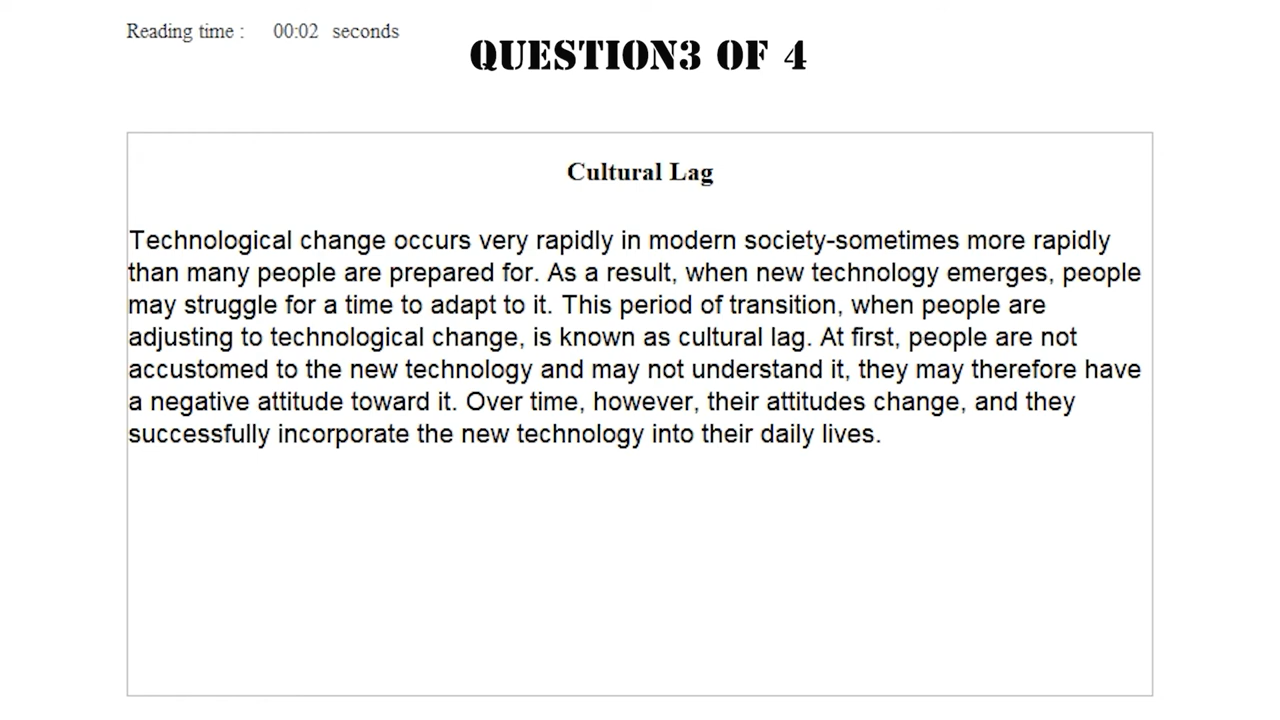 Reading time : 00:02 seconds
QUESTION3 OF 4
Cultural Lag
Technological change occurs very rapidly in modern society-sometimes more rapidly
than many people are prepared for. As a result, when new technology emerges, people
may struggle for a time to adapt to it. This period of transition, when people are
adjusting to technological change, is known as cultural lag. At first, people are not
accustomed to the new technology and may not understand it, they may therefore have
a negative attitude toward it. Over time, however, their attitudes change, and they
successfully incorporate the new technology into their daily lives.